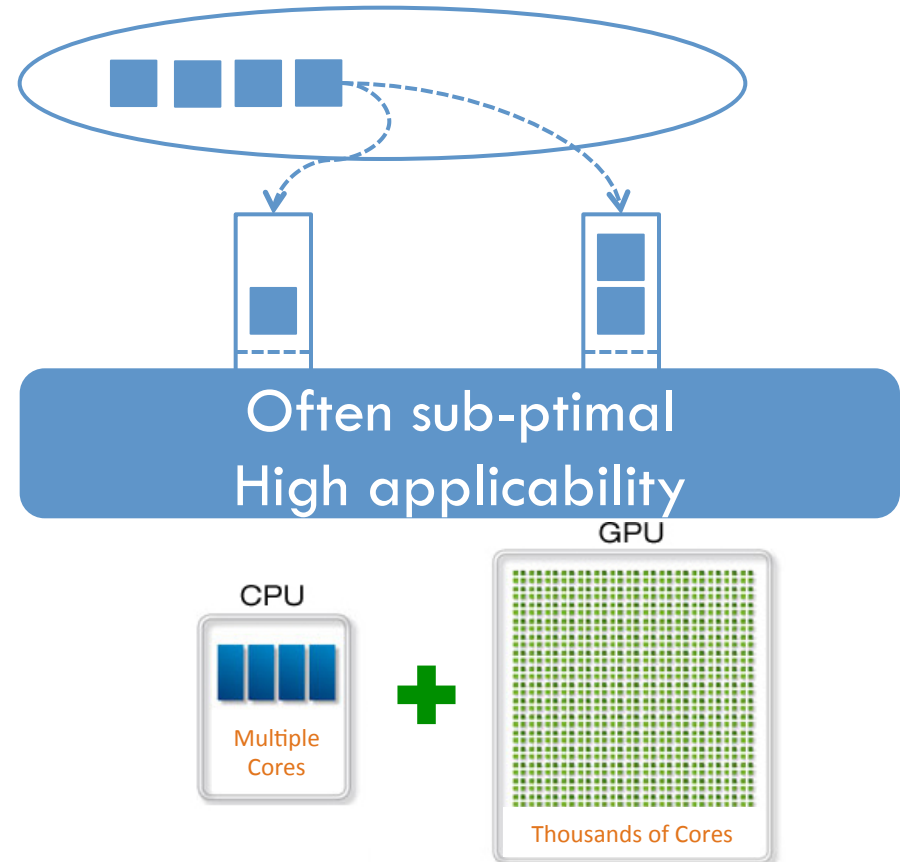 Often sub-ptimal
High applicability
GPU
CPU
Multiple
Cores
Thousands of Cores